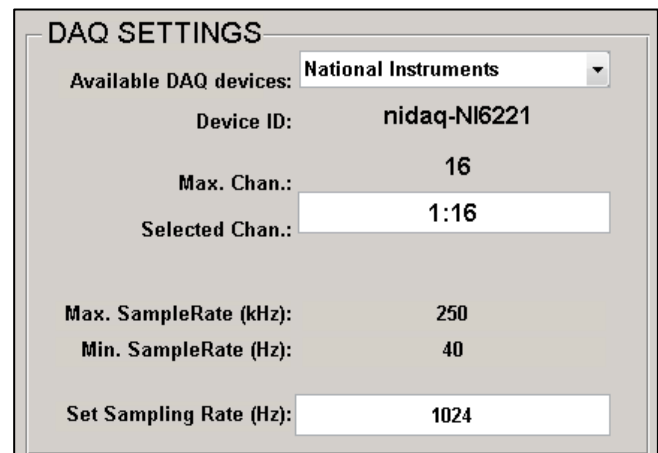 DAQ SETTINGS
Available DAQ devices: National Instruments
Device ID: nidaq-NI6221
Max. Chan.: 16
Selected Chan.: 1:16
Max. SampleRate (kHz): 250
Min. SampleRate (Hz): 40
Set Sampling Rate (Hz): 1024